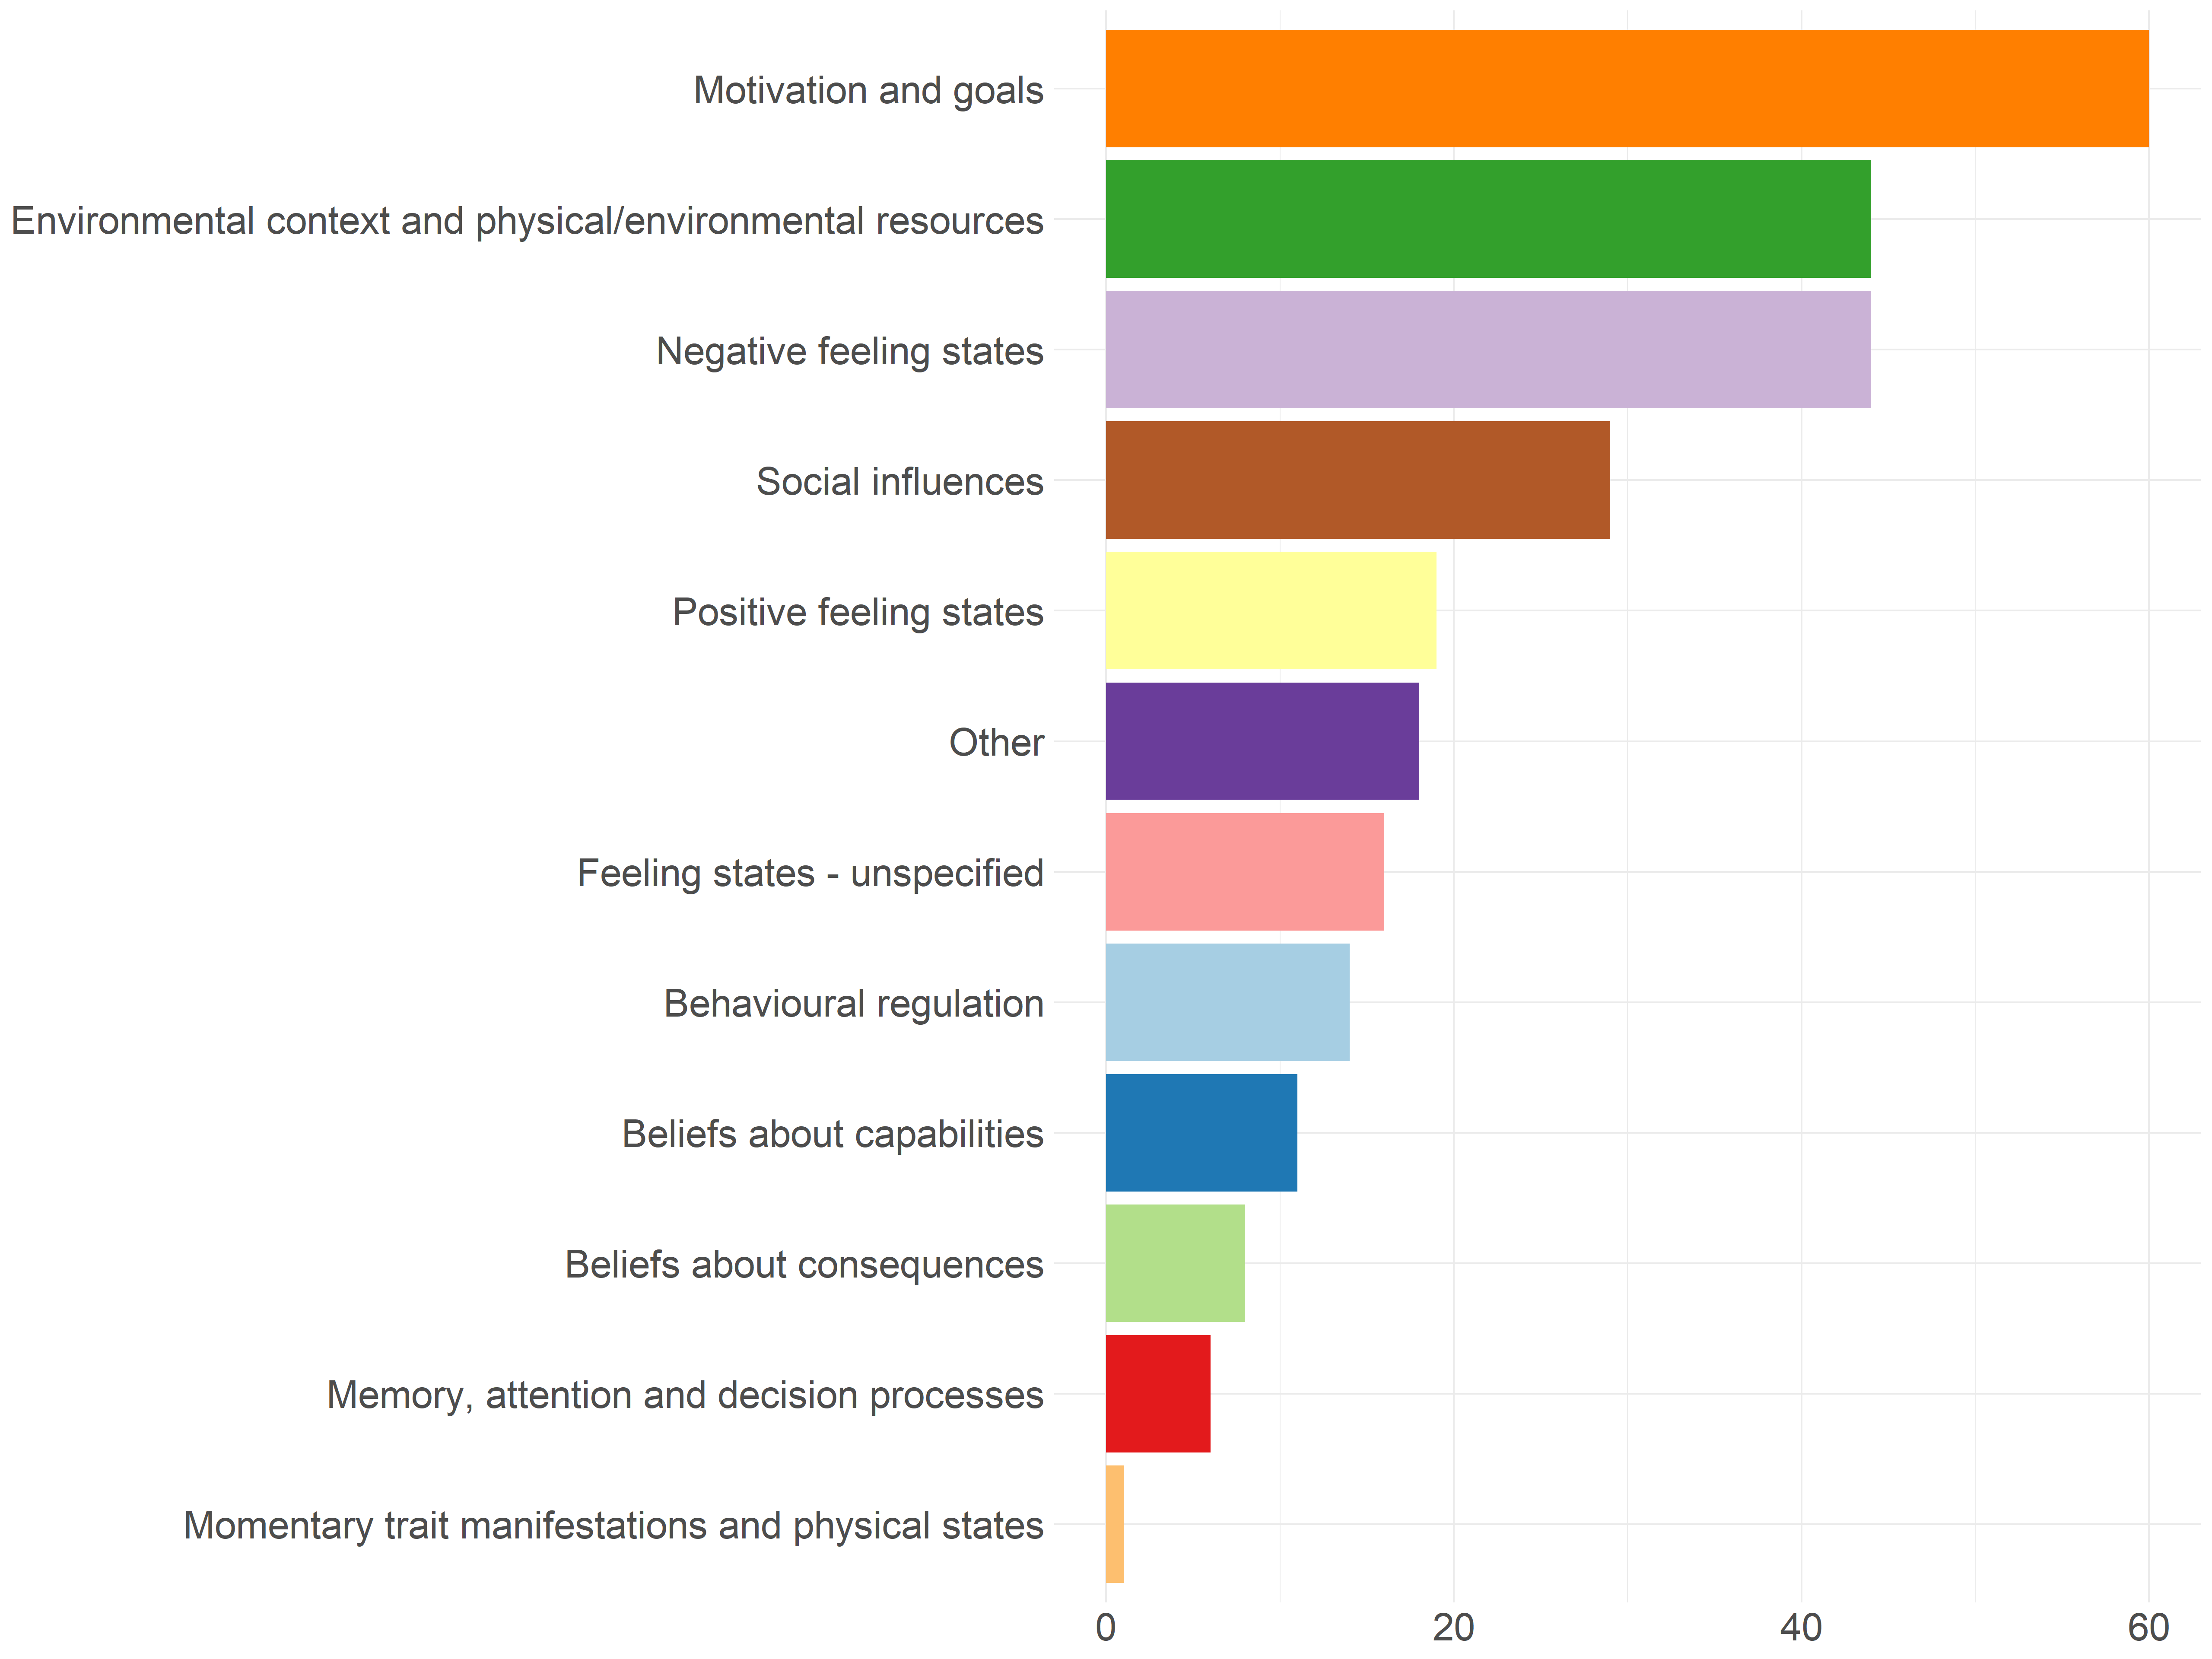 Motivation and goals
Environmental context and physical/environmental resources
Negative feeling states
Social influences
Positive feeling states
Other
Feeling states - unspecified
Behavioural regulation
Beliefs about capabilities
Beliefs about consequences
Memory, attention and decision processes
Momentary trait manifestations and physical states
0 20 40 60